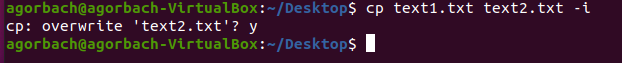 agorbach@agorbach-VirtualBox:~/Desktop$ cp text1.txt text2.txt -i
cp: overwrite 'text2.txt'? y
agorbach@agorbach-VirtualBox:~/Desktop$